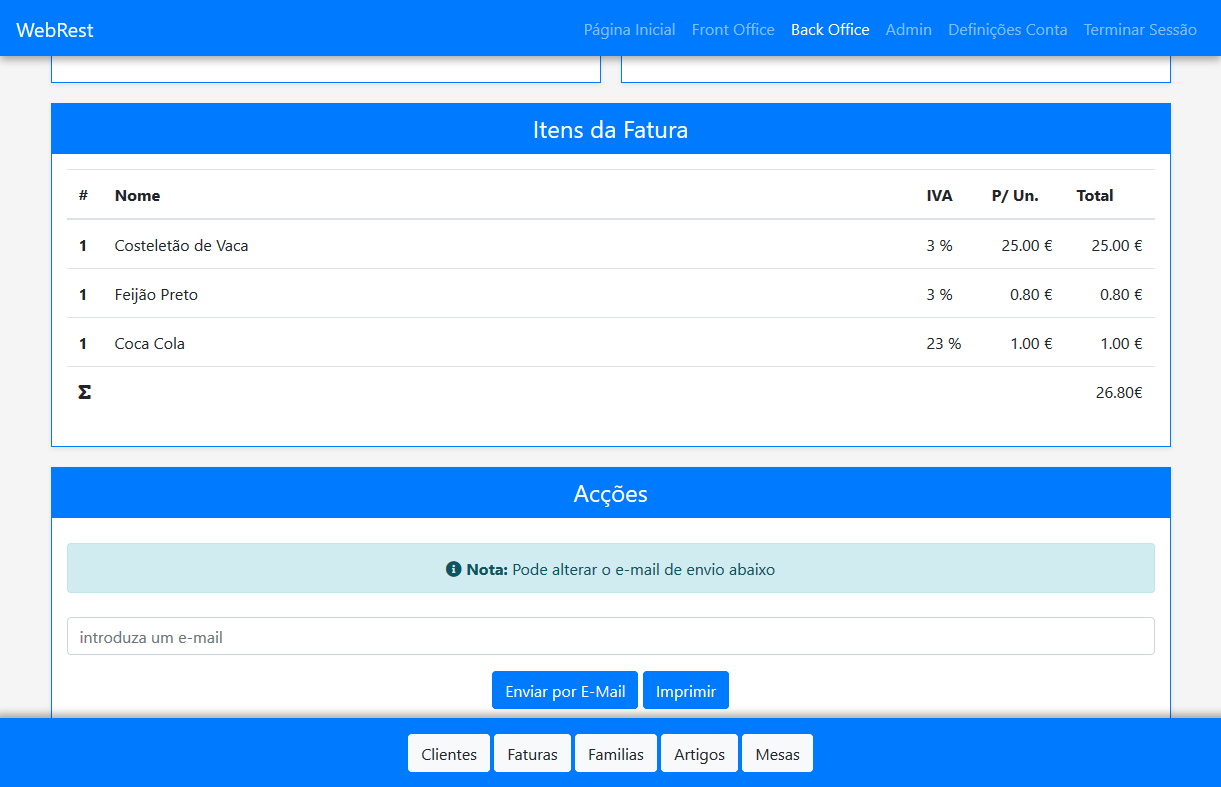 WebRest Página Inicial Front Office Back Office Admin Definições Conta Terminar Sessão
Itens da Fatura
# Nome IVA P/ Un. Total
1 Costeletão de Vaca 3 % 25.00 € 25.00 €
1 Feijão Preto 3 % 0.80 € 0.80 €
1 Coca Cola 23 % 1.00 € 1.00 €
Σ 26.80€
Acções
Nota: Pode alterar o e-mail de envio abaixo
introduza um e-mail
Enviar por E-Mail Imprimir
Clientes Faturas Familias Artigos Mesas